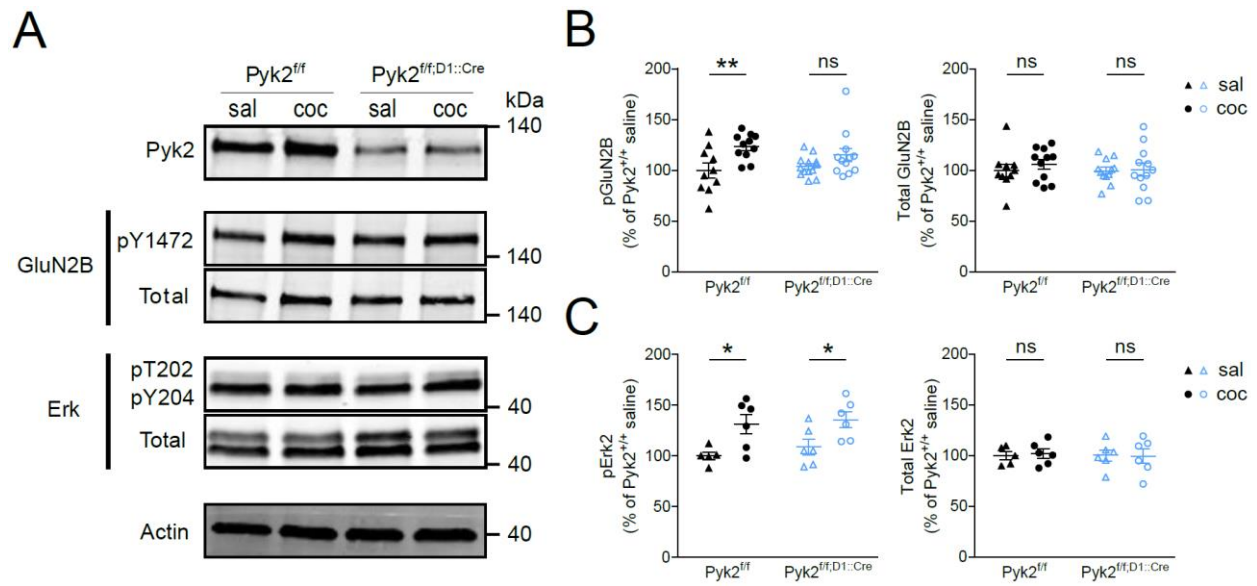 A
Pyk2f/f
Pyk2f/f;D1::Cre
sal coc sal coc kDa
Pyk2
140
GluN2B
pY1472
140
Total
140
Erk
pT202
pY204
40
Total
40
Actin
40
B
pGluN2B
(% of Pyk2+/+ saline)
200
150
100
50
0
**
ns
Pyk2f/f
Pyk2f/f;D1::Cre
Total GluN2B
(% of Pyk2+/+ saline)
200
150
100
50
0
ns
ns
Pyk2f/f
Pyk2f/f;D1::Cre
sal
coc
C
pErk2
(% of Pyk2+/+ saline)
200
150
100
50
0
*
*
Pyk2f/f
Pyk2f/f;D1::Cre
Total Erk2
(% of Pyk2+/+ saline)
200
150
100
50
0
ns
ns
Pyk2f/f
Pyk2f/f;D1::Cre
sal
coc